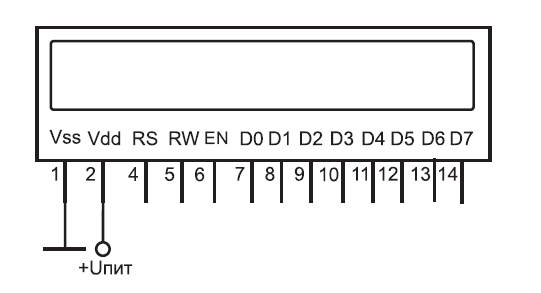 Vss Vdd RS RW EN D0 D1 D2 D3 D4 D5 D6 D7
1 2 4 5 6 7 8 9 10 11 12 13 14
+Uпит